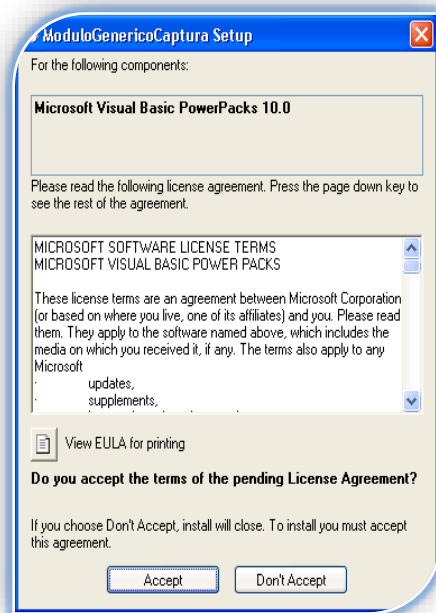 ModuloGenericoCaptura Setup
For the following components:
Microsoft Visual Basic PowerPacks 10.0
Please read the following license agreement. Press the page down key to
see the rest of the agreement.
MICROSOFT SOFTWARE LICENSE TERMS
MICROSOFT VISUAL BASIC POWER PACKS
These license terms are an agreement between Microsoft Corporation
(or based on where you live, one of its affiliates) and you. Please read
them. They apply to the software named above, which includes the
media on which you received it, if any. The terms also apply to any
Microsoft
· updates,
· supplements,
View EULA for printing
Do you accept the terms of the pending License Agreement?
If you choose Don't Accept, install will close. To install you must accept
this agreement.
Accept
Don't Accept